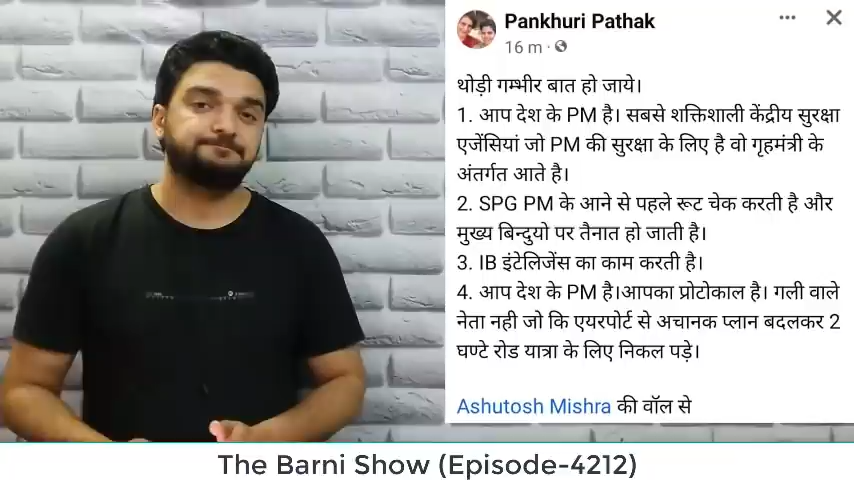 Pankhuri Pathak
16 m ·
थोड़ी गम्भीर बात हो जाये।
1. आप देश के PM है। सबसे शक्तिशाली केंद्रीय सुरक्षा
एजेंसियां जो PM की सुरक्षा के लिए है वो गृहमंत्री के
अंतर्गत आते है।
2. SPG PM के आने से पहले रूट चेक करती है और
मुख्य बिन्दुयो पर तैनात हो जाती है।
3. IB इंटेलिजेंस का काम करती है।
4. आप देश के PM है।आपका प्रोटोकाल है। गली वाले
नेता नही जो कि एयरपोर्ट से अचानक प्लान बदलकर 2
घण्टे रोड यात्रा के लिए निकल पड़े।
Ashutosh Mishra की वॉल से
The Barni Show (Episode-4212)